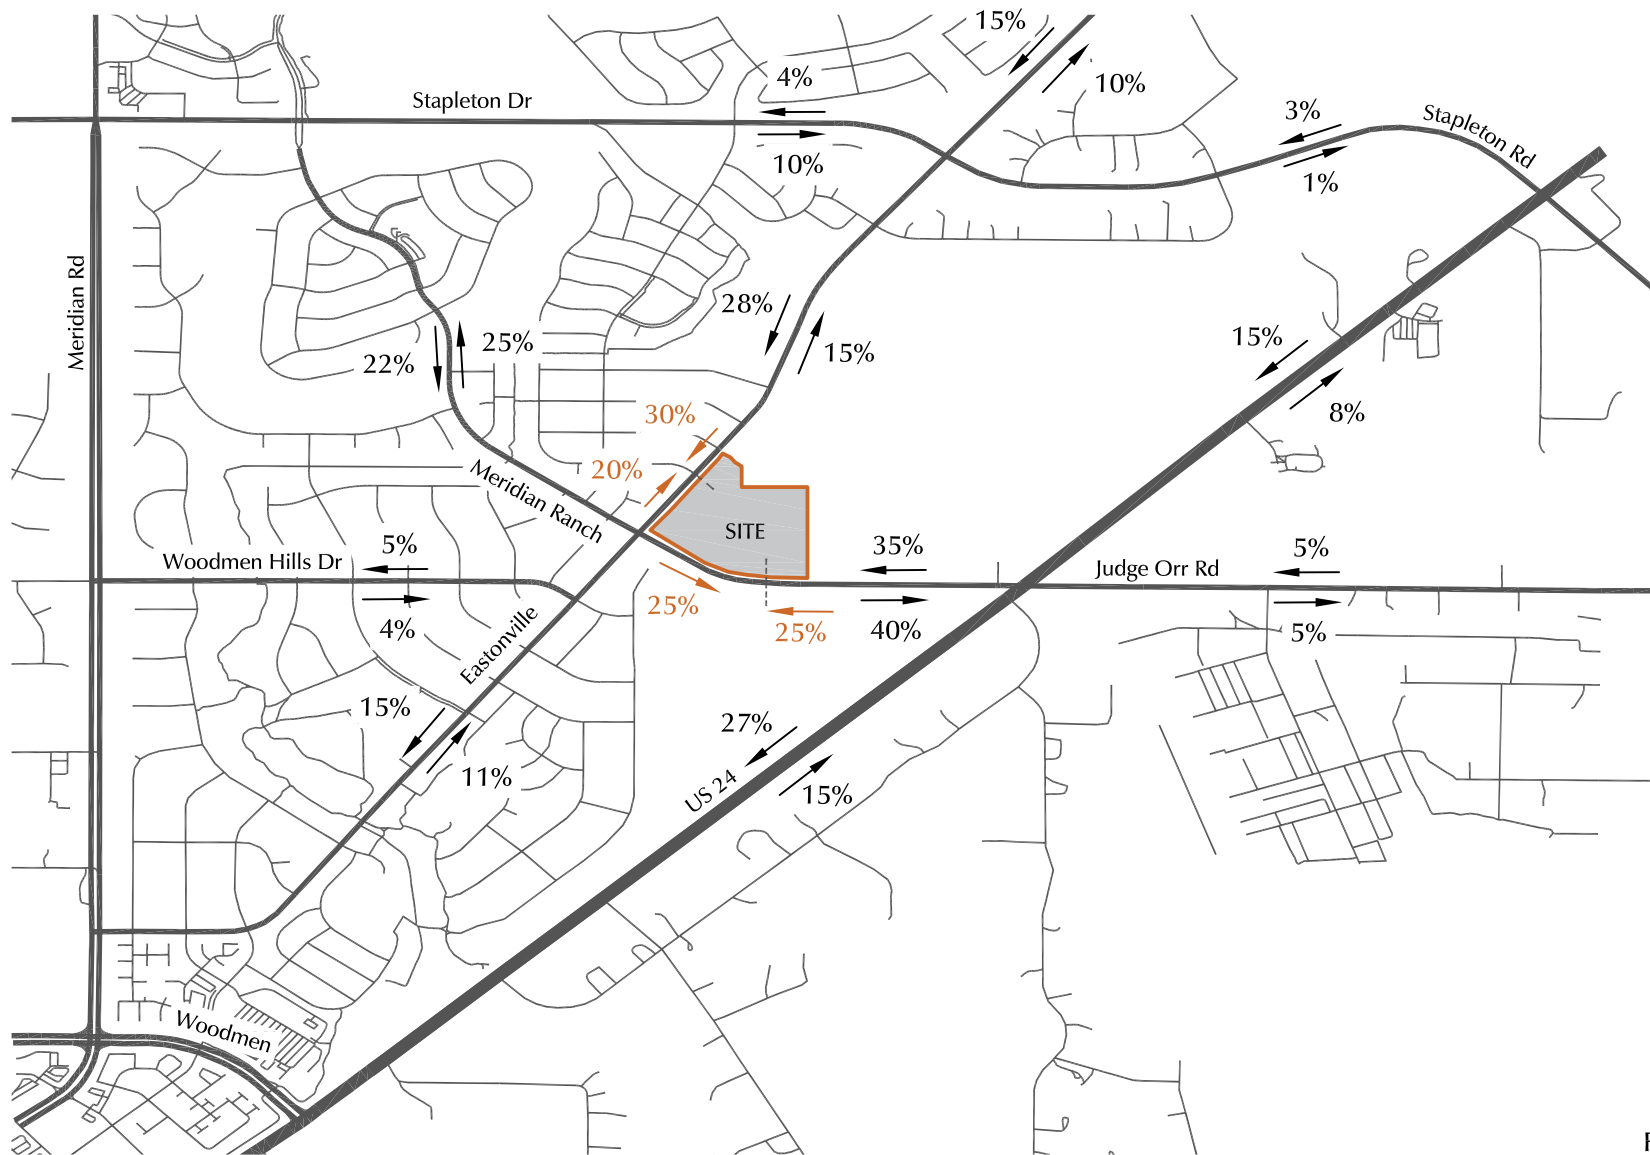 15%
4%
10%
Stapleton Dr
3%
Stapleton Rd
10%
1%
Meridian Rd
28%
15%
25%
22%
15%
8%
30%
20%
Meridian Ranch
SITE
5%
Woodmen Hills Dr
35%
5%
Judge Orr Rd
25%
25%
4%
40%
5%
Eastonville
15%
27%
11%
US 24
15%
Woodmen